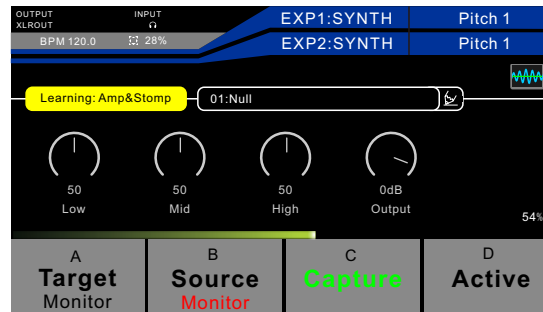 OUTPUT INPUT EXP1:SYNTH Pitch 1
XLROUT
BPM 120.0 28% EXP2:SYNTH Pitch 1
Learning: Amp&Stomp 01:Null
50 50 50 0dB
Low Mid High Output
54%
A B C D
Target Source Capture Active
Monitor Monitor